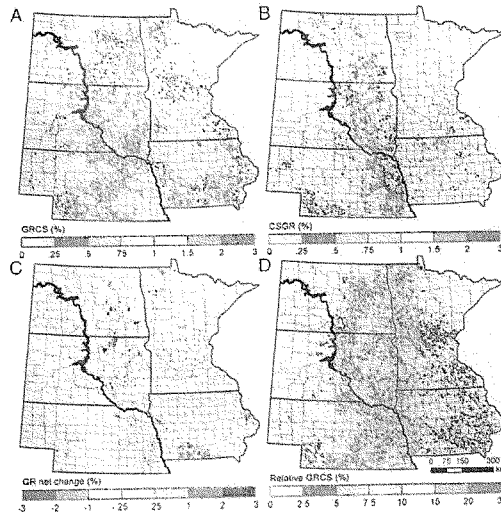 A
B
GRCS (%)
0 .25 .5 .75 1 1.5 2 3
CSGR (%)
0 .25 .5 .75 1 1.5 2 3
C
D
0 75 150 300
GR net change (%)
-3 -2 -1 -.25 .25 1 2 3
Relative GRCS (%)
0 2.5 5 7.5 10 15 20